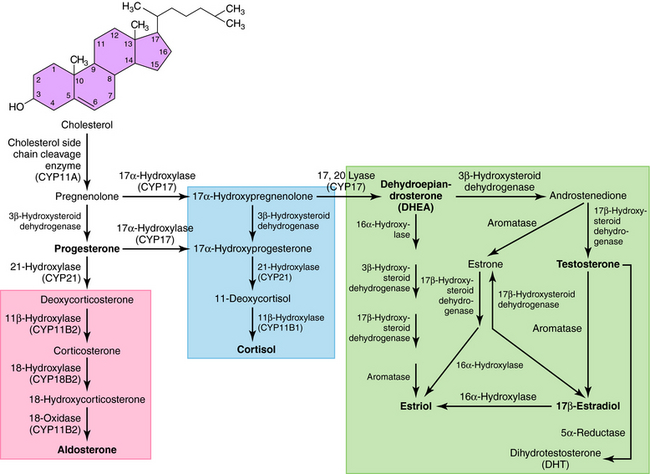 CH₃
CH₃
CH₃
CH₃
CH₃
HO
1
2
3
4
5
6
7
8
9
10
11
12
13
14
15
16
17
Cholesterol
Cholesterol side
chain cleavage
enzyme
(CYP11A)
Pregnenolone
3β-Hydroxysteroid
dehydrogenase
Progesterone
21-Hydroxylase
(CYP21)
Deoxycorticosterone
11β-Hydroxylase
(CYP11B2)
Corticosterone
18-Hydroxylase
(CYP18B2)
18-Hydroxycorticosterone
18-Oxidase
(CYP11B2)
Aldosterone
17α-Hydroxylase
(CYP17)
17α-Hydroxylase
(CYP17)
17α-Hydroxypregnenolone
3β-Hydroxysteroid
dehydrogenase
17α-Hydroxyprogesterone
21-Hydroxylase
(CYP21)
11-Deoxycortisol
11β-Hydroxylase
(CYP11B1)
Cortisol
17, 20 Lyase
(CYP17)
Dehydroepian-
drosterone
(DHEA)
16α-Hydroxy-
lase
3β-Hydroxy-
steroid
dehydrogenase
17β-Hydroxy-
steroid
dehydrogenase
Aromatase
Estriol
3β-Hydroxysteroid
dehydrogenase
Androstenedione
Aromatase
17β-Hydroxy-
steroid
dehydro-
genase
Estrone
17β-Hydroxy-
steroid
dehydro-
genase
17β-Hydroxysteroid
dehydrogenase
Testosterone
Aromatase
16α-Hydroxylase
16α-Hydroxylase
17β-Estradiol
5α-Reductase
Dihydrotestosterone
(DHT)